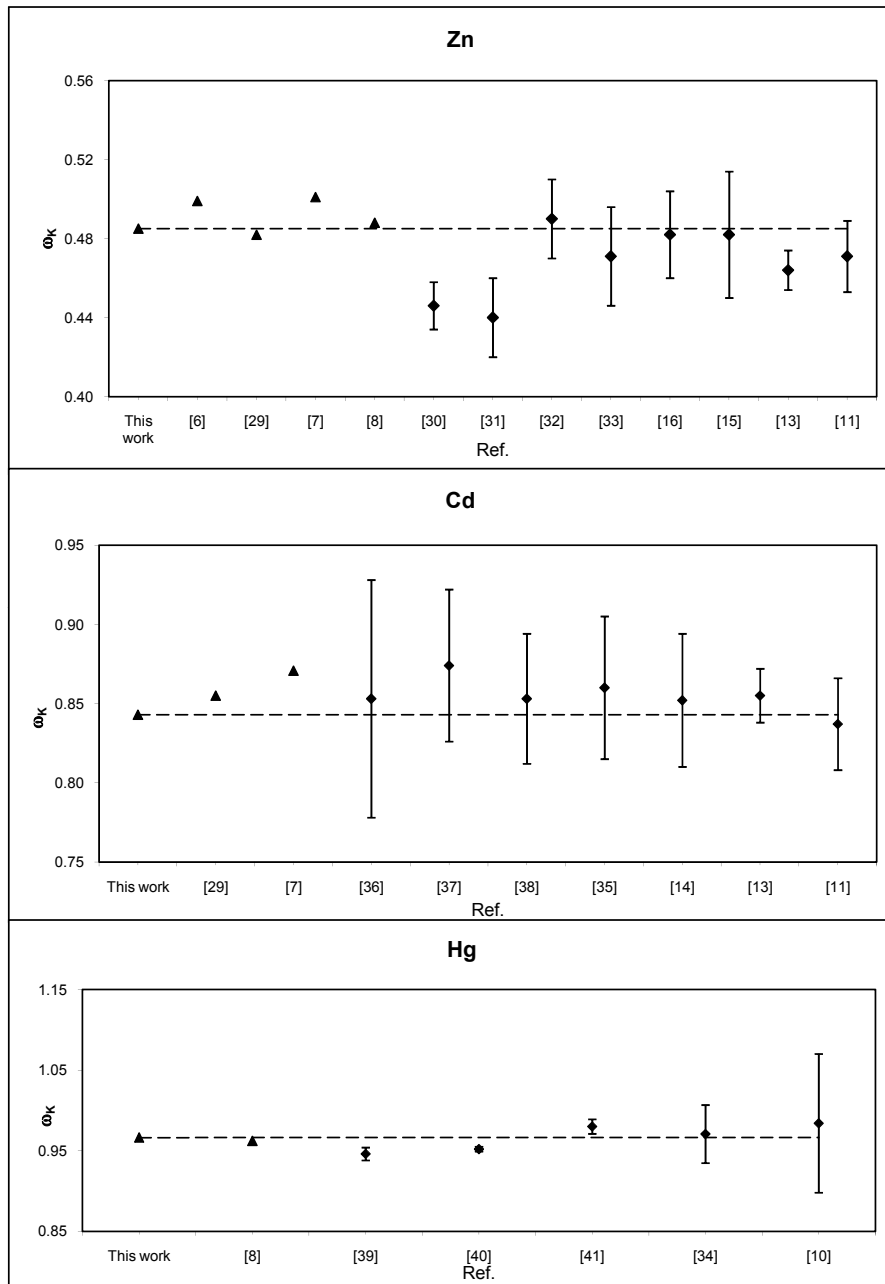 Zn
0.56
0.52
0.48
0.44
0.40
ωK
This work [6] [29] [7] [8] [30] [31] [32] [33] [16] [15] [13] [11]
Ref.
Cd
0.95
0.90
0.85
0.80
0.75
ωK
This work [29] [7] [36] [37] [38] [35] [14] [13] [11]
Ref.
Hg
1.15
1.05
0.95
0.85
ωK
This work [8] [39] [40] [41] [34] [10]
Ref.